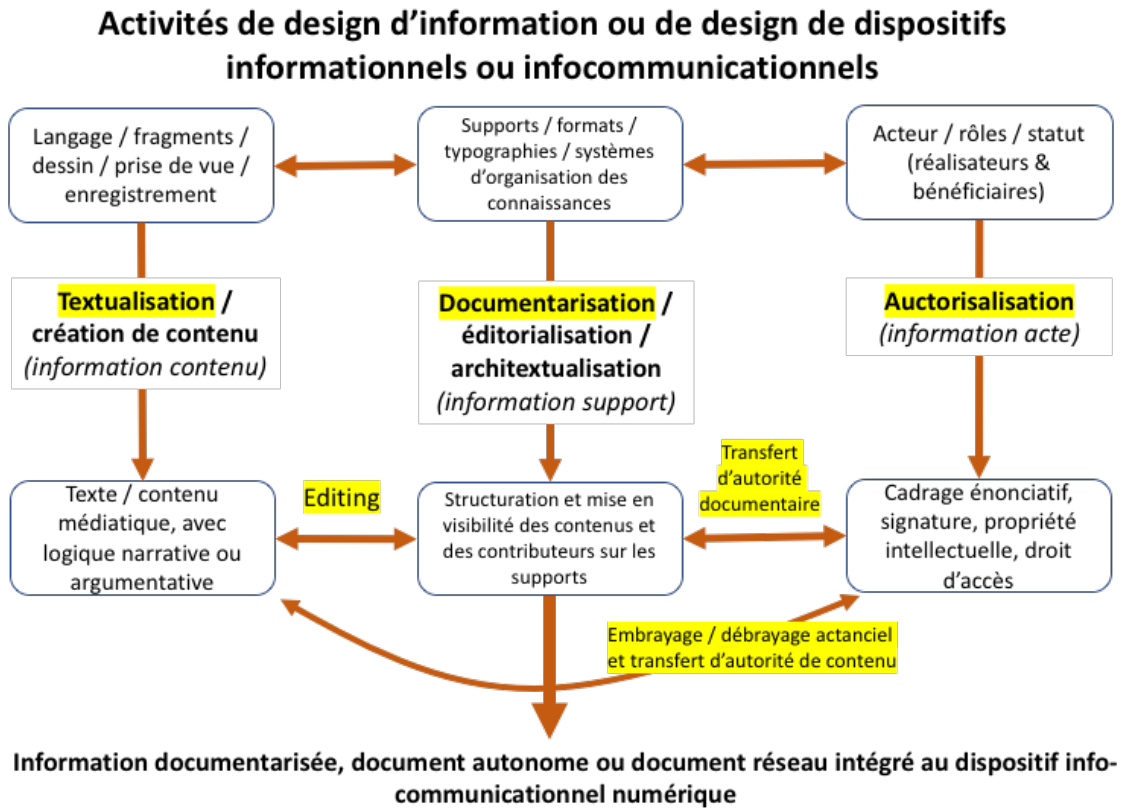 Activités de design d’information ou de design de dispositifs
informationnels ou infocommunicationnels
Langage / fragments /
dessin / prise de vue /
enregistrement
Supports / formats /
typographies / systèmes
d’organisation des
connaissances
Acteur / rôles / statut
(réalisateurs &
bénéficiaires)
Textualisation /
création de contenu
(information contenu)
Documentarisation /
éditorialisation /
architextualisation
(information support)
Auctorisalisation
(information acte)
Editing
Transfert
d’autorité
documentaire
Texte / contenu
médiatique, avec
logique narrative ou
argumentative
Structuration et mise en
visibilité des contenus et
des contributeurs sur les
supports
Cadrage énonciatif,
signature, propriété
intellectuelle, droit
d’accès
Embrayage / débrayage actanciel
et transfert d’autorité de contenu
Information documentarisée, document autonome ou document réseau intégré au dispositif info-
communicationnel numérique